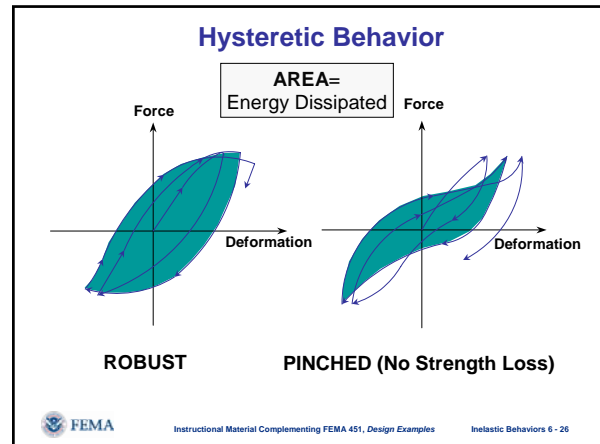 Hysteretic Behavior
AREA=
Energy Dissipated
Force
Force
Deformation
Deformation
ROBUST
PINCHED (No Strength Loss)
FEMA
Instructional Material Complementing FEMA 451, Design Examples
Inelastic Behaviors 6 - 26